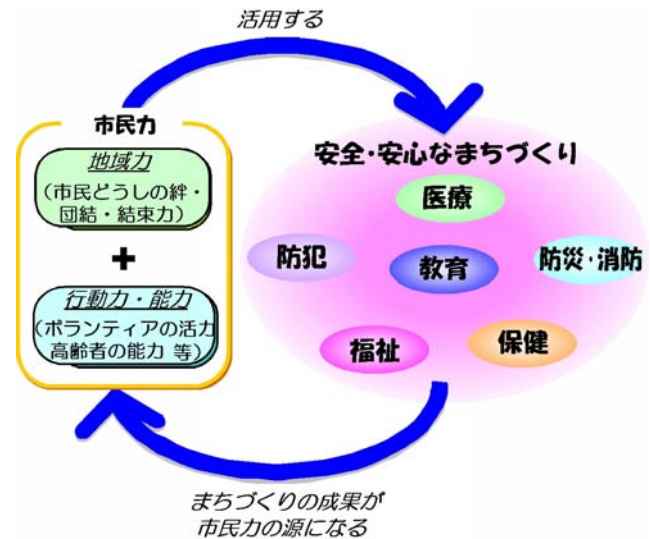 活用する
市民力
地域力
(市民どうしの絆・
団結・結束力)
+
行動力・能力
(ボランティアの活力
高齢者の能力 等)
安全・安心なまちづくり
医療
防犯
教育
防災・消防
福祉
保健
まちづくりの成果が
市民力の源になる